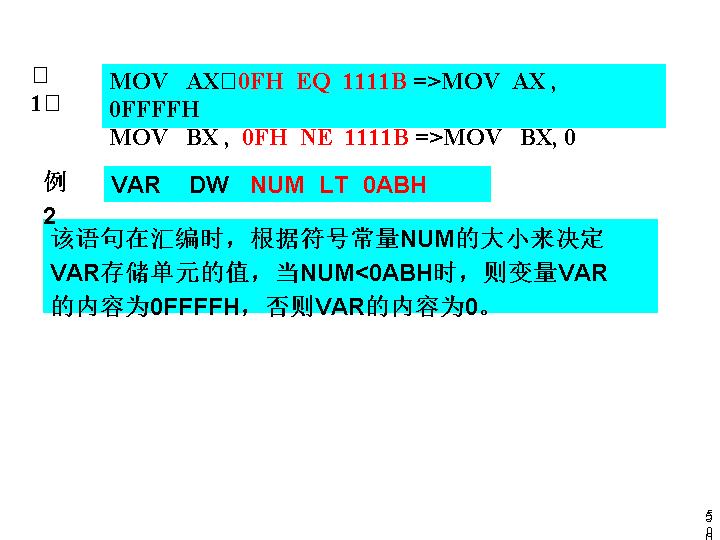 □
1□
MOV AX□0FH EQ 1111B =>MOV AX ,
0FFFFH
MOV BX , 0FH NE 1111B =>MOV BX, 0
例
2
VAR DW NUM LT 0ABH
该语句在汇编时，根据符号常量NUM的大小来决定
VAR存储单元的值，当NUM<0ABH时，则变量VAR
的内容为0FFFFH，否则VAR的内容为0。